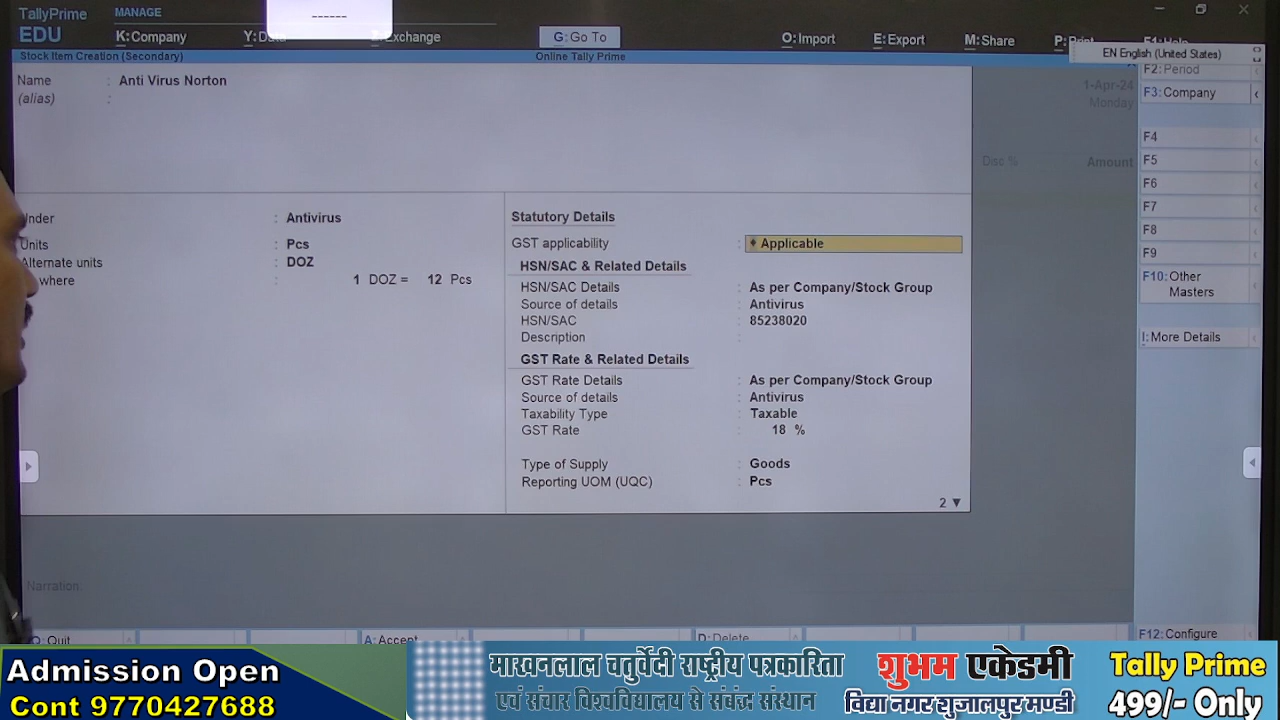 TallyPrime
MANAGE
------
EDU
K: Company
Exchange
G: Go To
O: Import
E: Export
M: Share
EN English (United States)
Stock Item Creation (Secondary)
Online Tally Prime
Name : Anti Virus Norton
(alias) :
F2: Period
1-Apr-24
Monday
F3: Company
F4
F5
Disc %
Amount
F6
F7
F8
F9
F10: Other
Masters
I: More Details
Under : Antivirus
Units : Pcs
Alternate units : DOZ
where : 1 DOZ = 12 Pcs
Statutory Details
GST applicability : ♦ Applicable
HSN/SAC & Related Details
HSN/SAC Details : As per Company/Stock Group
Source of details : Antivirus
HSN/SAC : 85238020
Description :
GST Rate & Related Details
GST Rate Details : As per Company/Stock Group
Source of details : Antivirus
Taxability Type : Taxable
GST Rate : 18 %
Type of Supply : Goods
Reporting UOM (UQC) : Pcs
2 ▼
Narration:
Q: Quit
A: Accept
D: Delete
F12: Configure
Admission Open
Cont 9770427688
माखनलाल चतुर्वेदी राष्ट्रीय पत्रकारिता
एवं संचार विश्वविद्यालय से संबंद्ध संस्थान
शुभम एकेडमी
विद्या नगर शुजालपुर मण्डी
Tally Prime
499/- Only